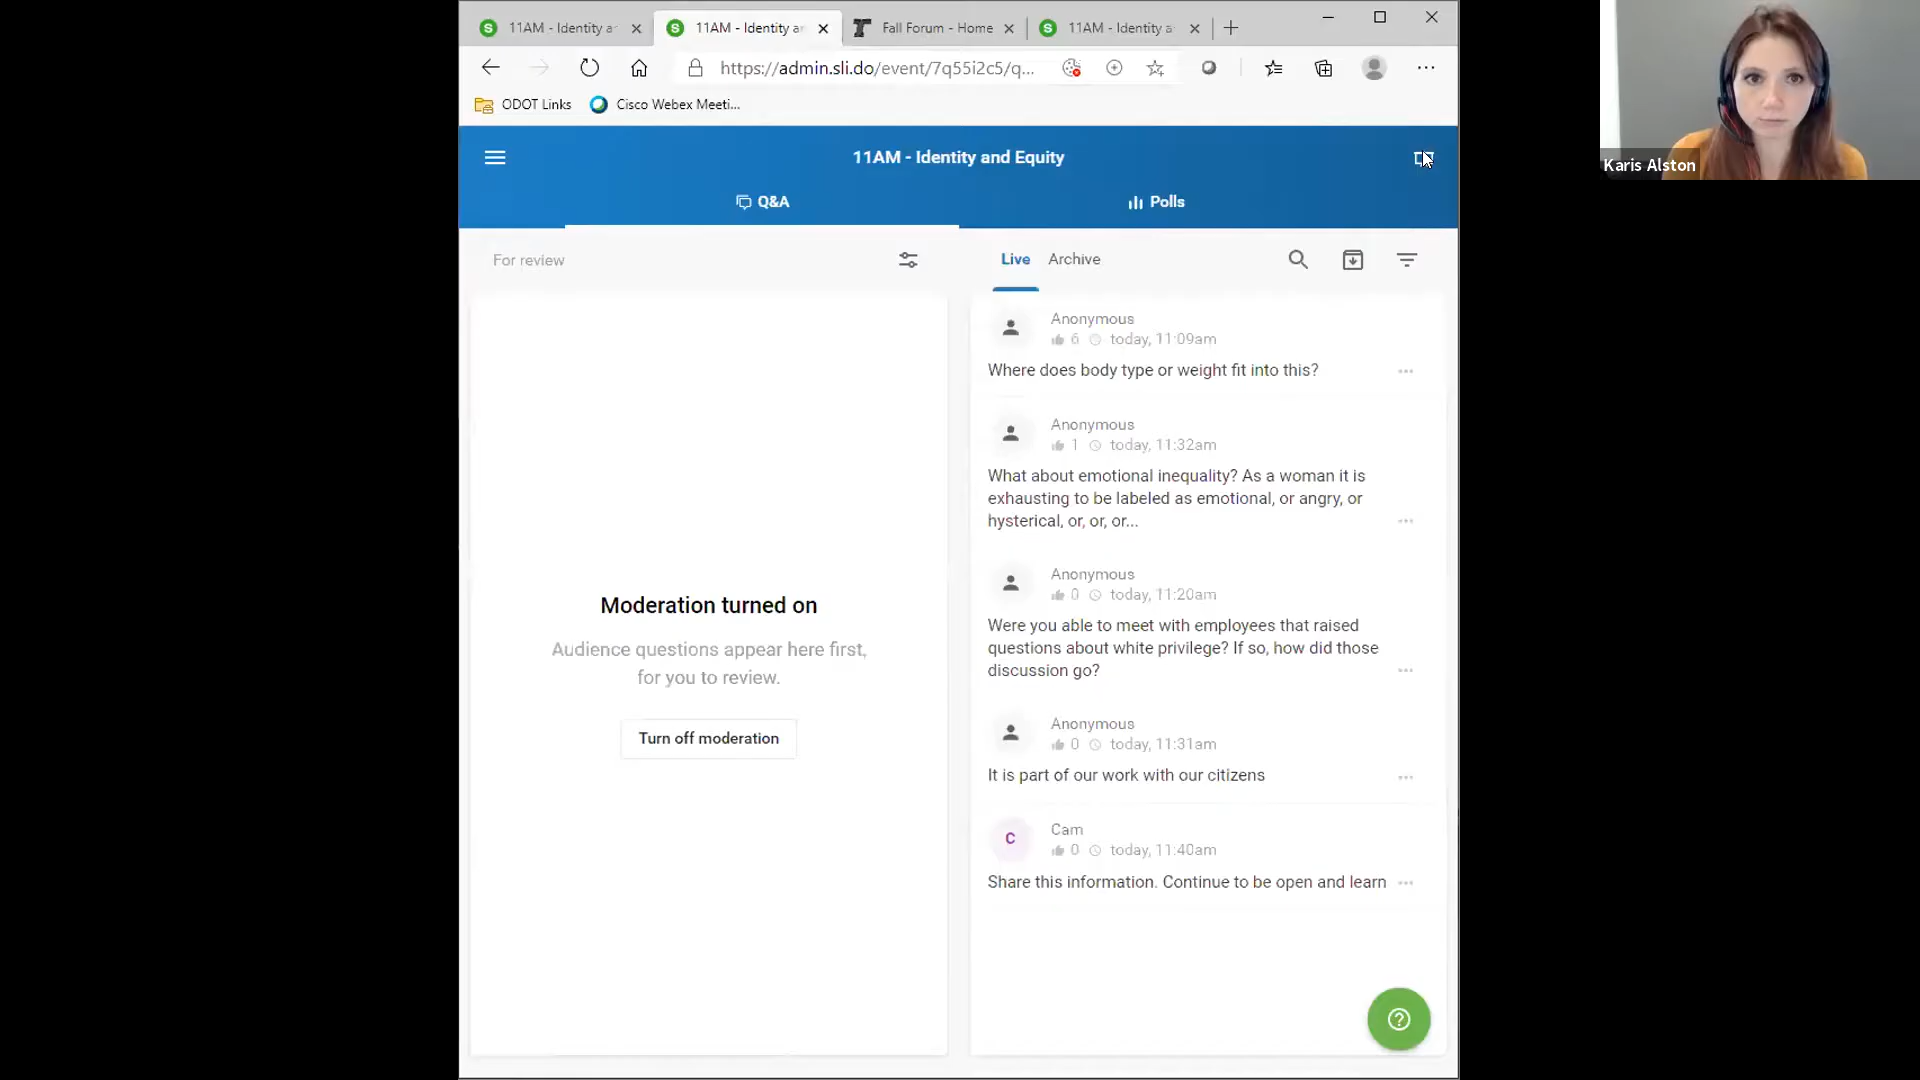 11AM - Identity a
11AM - Identity a
Fall Forum - Home
11AM - Identity a
https://admin.sli.do/event/7q55i2c5/q...
ODOT Links
Cisco Webex Meeti...
11AM - Identity and Equity
Q&A
Polls
For review
Live
Archive
Anonymous
6 today, 11:09am
Where does body type or weight fit into this?
Anonymous
1 today, 11:32am
What about emotional inequality? As a woman it is
exhausting to be labeled as emotional, or angry, or
hysterical, or, or, or...
Anonymous
0 today, 11:20am
Were you able to meet with employees that raised
questions about white privilege? If so, how did those
discussion go?
Anonymous
0 today, 11:31am
It is part of our work with our citizens
C
Cam
0 today, 11:40am
Share this information. Continue to be open and learn
Moderation turned on
Audience questions appear here first,
for you to review.
Turn off moderation
Karis Alston